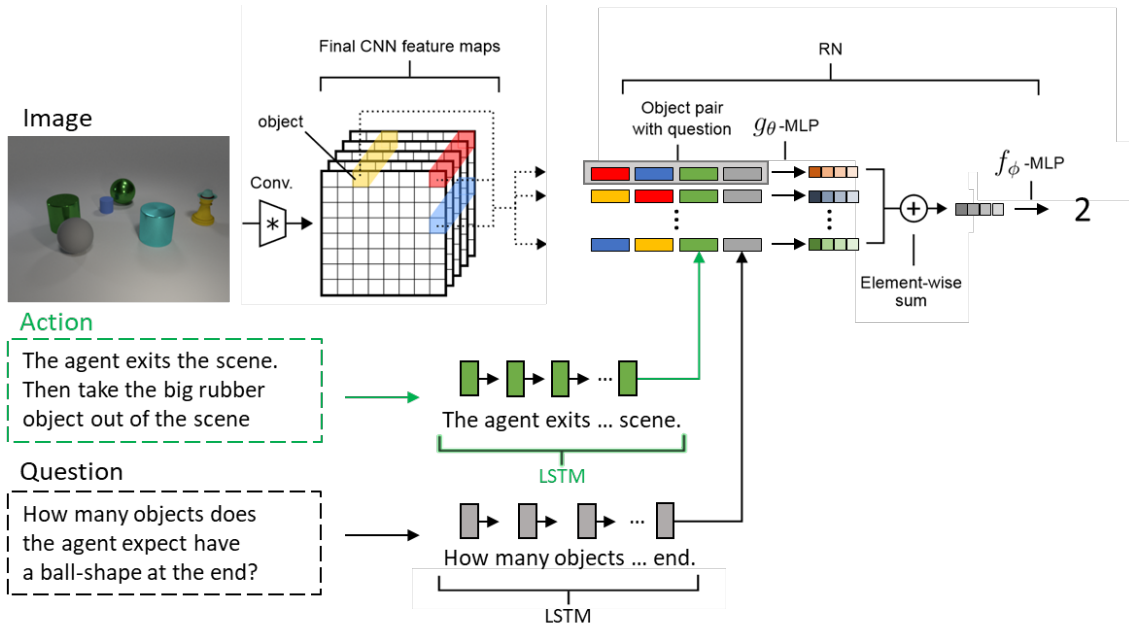 Image
Final CNN feature maps
object
Conv.
*
RN
Object pair
with question
gθ-MLP
fϕ-MLP
+
2
Element-wise
sum
Action
The agent exits the scene.
Then take the big rubber
object out of the scene
...
The agent exits ... scene.
LSTM
Question
How many objects does
the agent expect have
a ball-shape at the end?
...
How many objects ... end.
LSTM